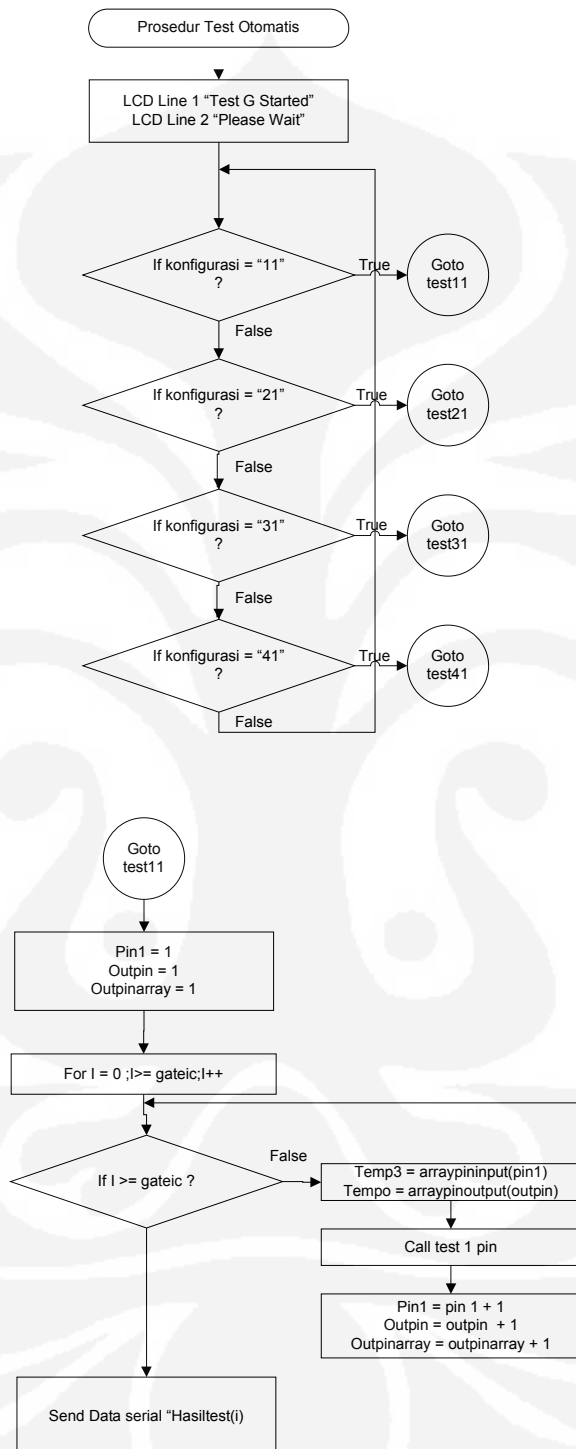 Prosedur Test Otomatis
LCD Line 1 “Test G Started”
LCD Line 2 “Please Wait”
If konfigurasi = “11”
?
True
Goto
test11
False
If konfigurasi = “21”
?
True
Goto
test21
False
If konfigurasi = “31”
?
True
Goto
test31
False
If konfigurasi = “41”
?
True
Goto
test41
False
Goto
test11
Pin1 = 1
Outpin = 1
Outpinarray = 1
For I = 0 ;I>= gateic;I++
If I >= gateic ?
False
Temp3 = arraypininput(pin1)
Tempo = arraypinoutput(outpin)
Call test 1 pin
Pin1 = pin 1 + 1
Outpin = outpin  + 1
Outpinarray = outpinarray + 1
Send Data serial “Hasiltest(i)